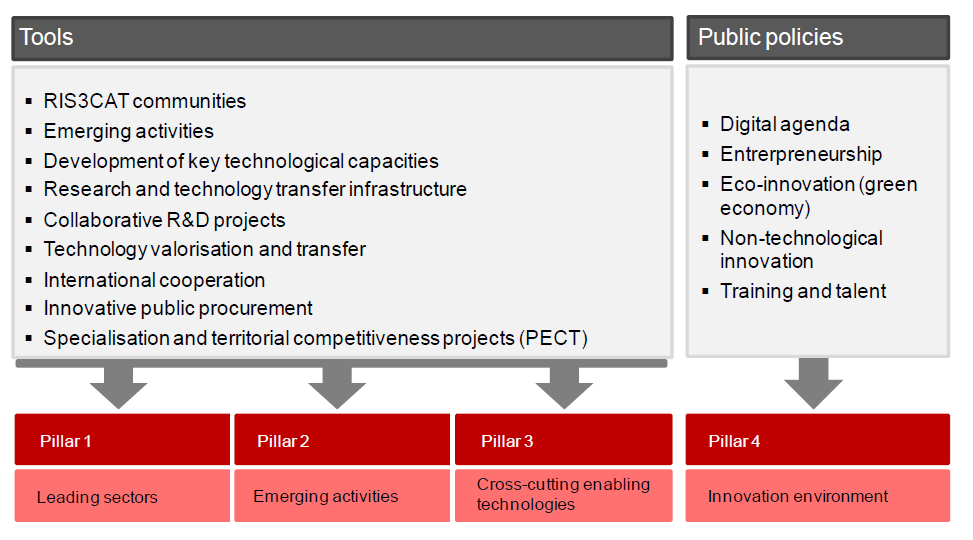 Tools
RIS3CAT communities
Emerging activities
Development of key technological capacities
Research and technology transfer infrastructure
Collaborative R&D projects
Technology valorisation and transfer
International cooperation
Innovative public procurement
Specialisation and territorial competitiveness projects (PECT)
Public policies
Digital agenda
Entrerpreneurship
Eco-innovation (green
economy)
Non-technological
innovation
Training and talent
Pillar 1
Leading sectors
Pillar 2
Emerging activities
Pillar 3
Cross-cutting enabling
technologies
Pillar 4
Innovation environment